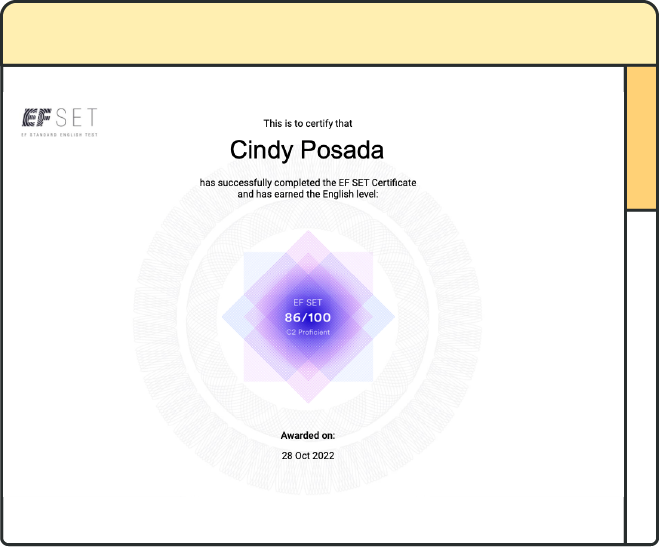 EF SET
EF STANDARD ENGLISH TEST
This is to certify that
Cindy Posada
has successfully completed the EF SET Certificate
and has earned the English level:
EF SET
86/100
C2 Proficient
Awarded on:
28 Oct 2022